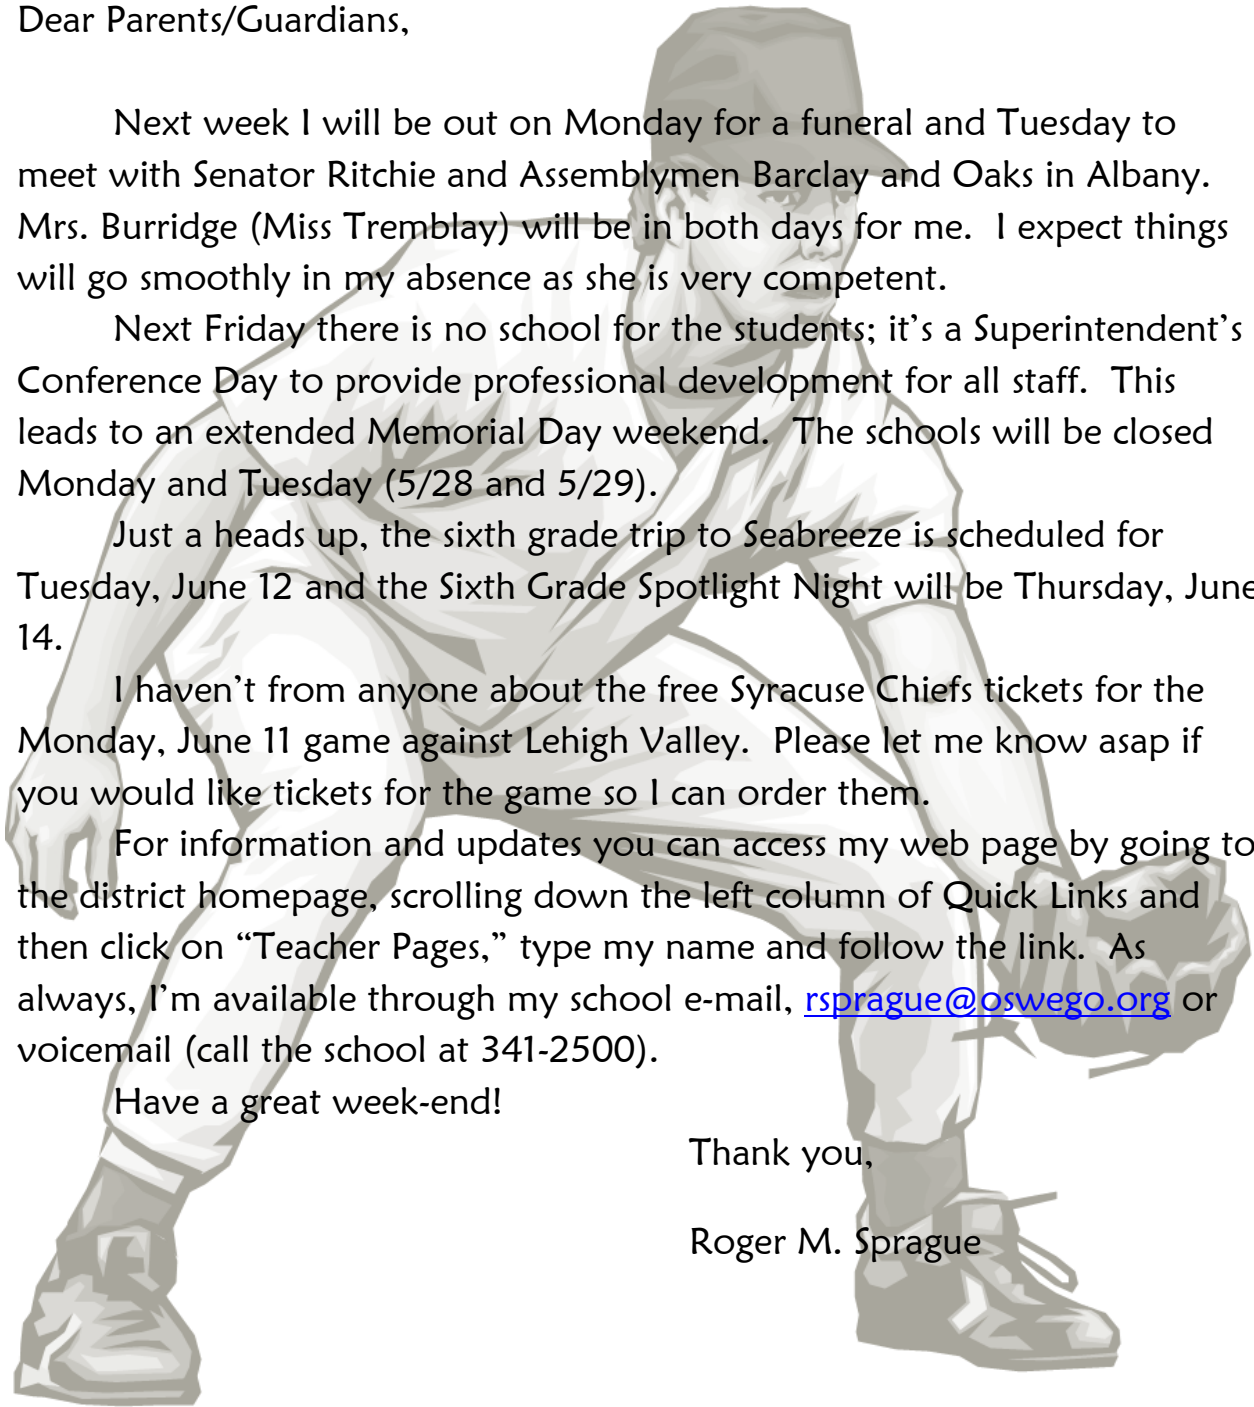 Dear Parents/Guardians,
Next week I will be out on Monday for a funeral and Tuesday to
meet with Senator Ritchie and Assemblymen Barclay and Oaks in Albany.
Mrs. Burridge (Miss Tremblay) will be in both days for me.  I expect things
will go smoothly in my absence as she is very competent.
Next Friday there is no school for the students; it’s a Superintendent’s
Conference Day to provide professional development for all staff.  This
leads to an extended Memorial Day weekend.  The schools will be closed
Monday and Tuesday (5/28 and 5/29).
Just a heads up, the sixth grade trip to Seabreeze is scheduled for
Tuesday, June 12 and the Sixth Grade Spotlight Night will be Thursday, June
14.
I haven’t from anyone about the free Syracuse Chiefs tickets for the
Monday, June 11 game against Lehigh Valley.  Please let me know asap if
you would like tickets for the game so I can order them.
For information and updates you can access my web page by going to
the district homepage, scrolling down the left column of Quick Links and
then click on “Teacher Pages,” type my name and follow the link.  As
always, I’m available through my school e-mail, rsprague@oswego.org or
voicemail (call the school at 341-2500).
Have a great week-end!
Thank you,
Roger M. Sprague